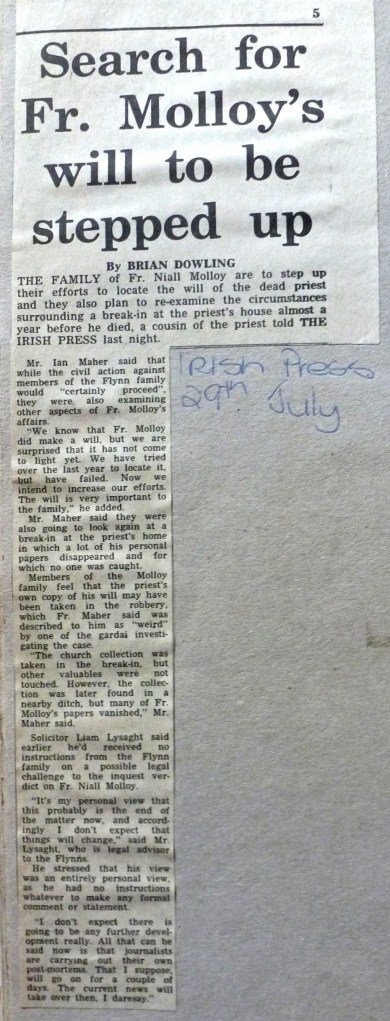 5
Search for
Fr. Molloy's
will to be
stepped up
By BRIAN DOWLING
THE FAMILY of Fr. Niall Molloy are to step up
their efforts to locate the will of the dead priest
and they also plan to re-examine the circumstances
surrounding a break-in at the priest's house almost a
year before he died, a cousin of the priest told THE
IRISH PRESS last night.
Mr. Ian Maher said that
while the civil action against
members of the Flynn family
would "certainly proceed",
they were also examining
other aspects of Fr. Molloy's
affairs.
"We know that Fr. Molloy
did make a will, but we are
surprised that it has not come
to light yet. We have tried
over the last year to locate it,
but have failed. Now we
intend to increase our efforts.
The will is very important to
the family," he added.
Mr. Maher said they were
also going to look again at a
break-in at the priest's home
in which a lot of his personal
papers disappeared and for
which no one was caught.
Members of the Molloy
family feel that the priest's
own copy of his will may have
been taken in the robbery,
which Fr. Maher said was
described to him as "weird"
by one of the gardai investi-
gating the case.
"The church collection was
taken in the break-in, but
other valuables were not
touched. However, the collec-
tion was later found in a
nearby ditch, but many of Fr.
Molloy's papers vanished," Mr.
Maher said.
Solicitor Liam Lysaght said
earlier he'd received no
instructions from the Flynn
family on a possible legal
challenge to the inquest ver-
dict on Fr. Niall Molloy.
"It's my personal view that
this probably is the end of
the matter now, and accord-
ingly I don't expect that
things will change," said Mr.
Lysaght, who is legal advisor
to the Flynns.
He stressed that his view
was an entirely personal view,
as he had no instructions
whatever to make any formal
comment or statement.
"I don't expect there is
going to be any further devel-
opment really. All that can be
said now is that journalists
are carrying out their own
post-mortems. That I suppose,
will go on for a couple of
days. The current news will
take over then, I daresay."
Irish Press
29th July